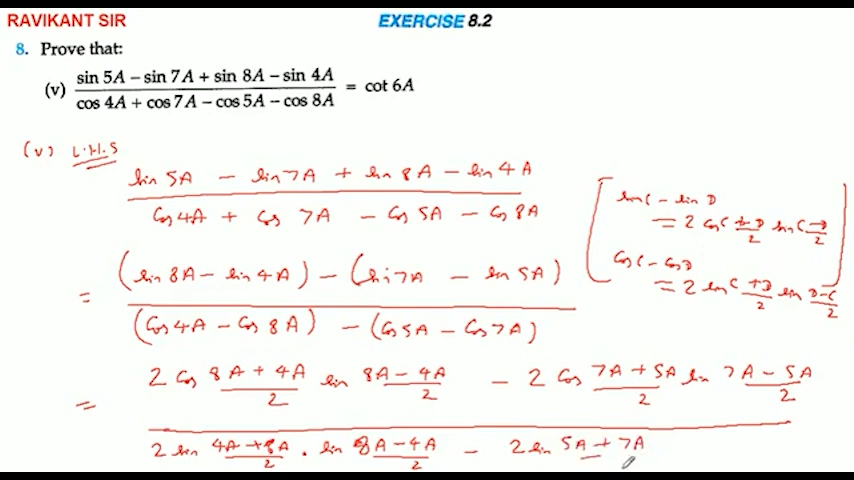 RAVIKANT SIR EXERCISE 8.2
8. Prove that:
(v) sin 5A – sin 7A + sin 8A – sin 4A
cos 4A + cos 7A – cos 5A – cos 8A
= cot 6A
(v) L.H.S
sin 5A – sin 7A + sin 8A – sin 4A
Cos 4A + Cos 7A – Cos 5A – Cos 8A
[ sin C – sin D
= 2 Cos C+D/2 sin C–D/2
Cos C – Cos D
= 2 sin C+D/2 sin D–C/2 ]
= (sin 8A – sin 4A) – (sin 7A – sin 5A)
(Cos 4A – Cos 8A) – (Cos 5A – Cos 7A)
= 2 Cos 8A + 4A/2 sin 8A – 4A/2 – 2 Cos 7A + 5A/2 sin 7A – 5A/2
2 sin 4A + 8A/2 . sin 8A – 4A/2 – 2 sin 5A + 7A